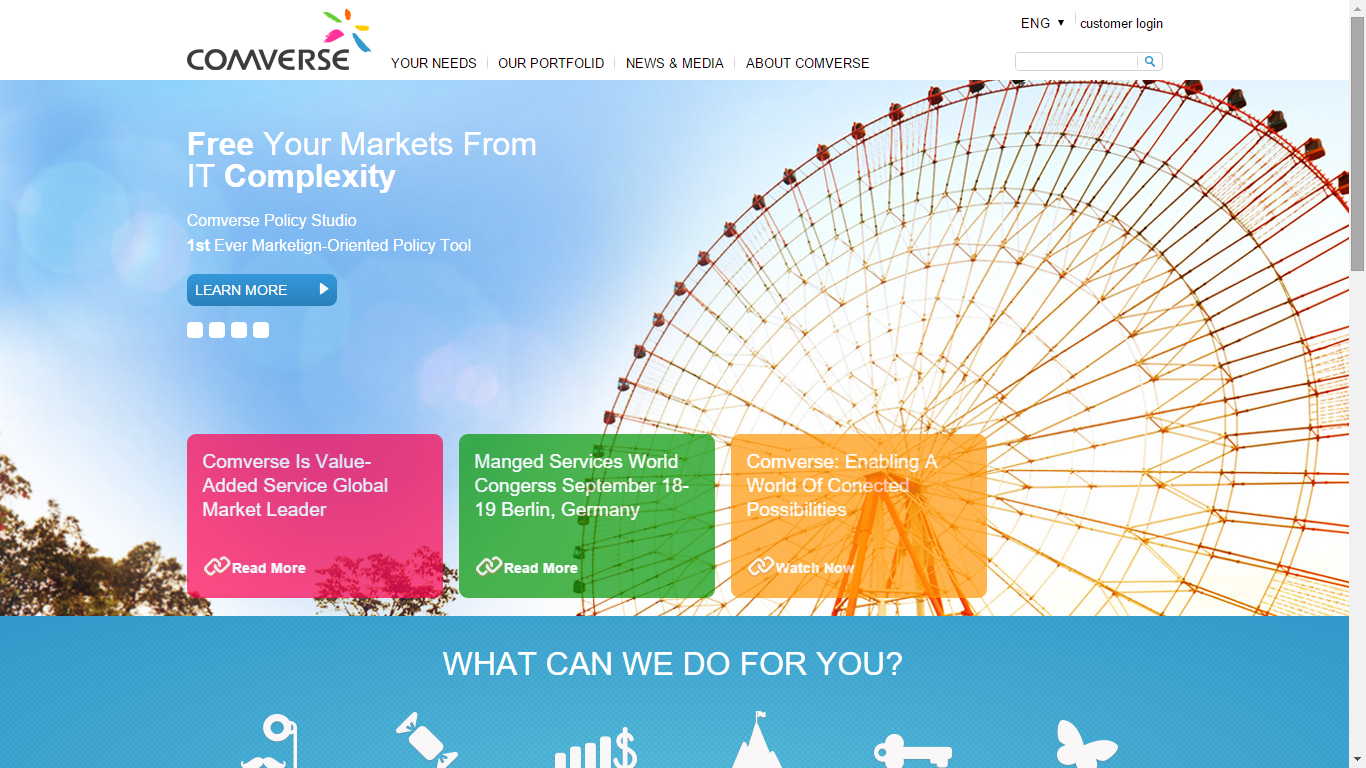 ENG
customer login
COMVERSE
YOUR NEEDS
OUR PORTFOLIO
NEWS & MEDIA
ABOUT COMVERSE
Free Your Markets From
IT Complexity
Comverse Policy Studio
1st Ever Marketign-Oriented Policy Tool
LEARN MORE
Comverse Is Value-
Added Service Global
Market Leader
Read More
Manged Services World
Congerss September 18-
19 Berlin, Germany
Read More
Comverse: Enabling A
World Of Conected
Possibilities
Watch Now
WHAT CAN WE DO FOR YOU?